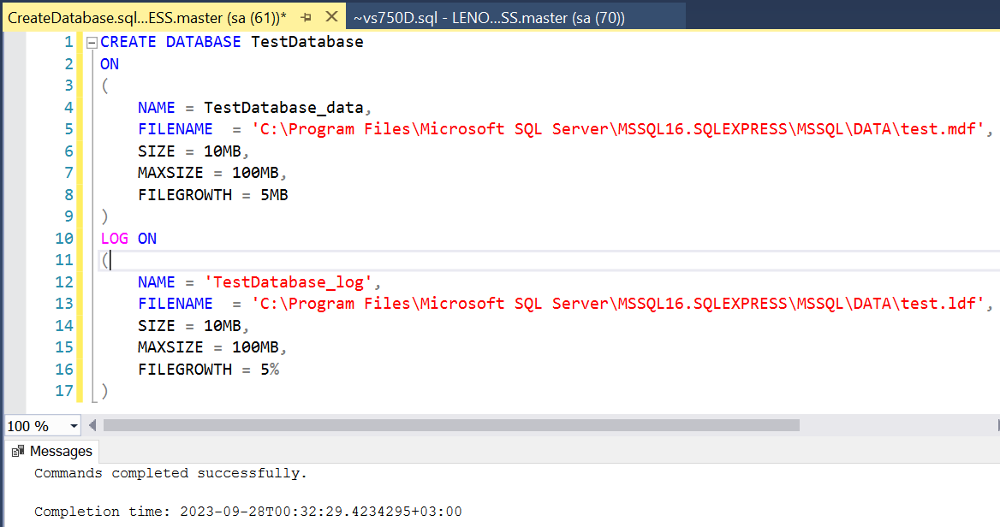 CreateDatabase.sql...ESS.master (sa (61))* ~vs750D.sql - LENO...SS.master (sa (70))
1 CREATE DATABASE TestDatabase
2 ON
3 (
4 NAME = TestDatabase_data,
5 FILENAME  = 'C:\Program Files\Microsoft SQL Server\MSSQL16.SQLEXPRESS\MSSQL\DATA\test.mdf',
6 SIZE = 10MB,
7 MAXSIZE = 100MB,
8 FILEGROWTH = 5MB
9 )
10 LOG ON
11 (
12 NAME = 'TestDatabase_log',
13 FILENAME  = 'C:\Program Files\Microsoft SQL Server\MSSQL16.SQLEXPRESS\MSSQL\DATA\test.ldf',
14 SIZE = 10MB,
15 MAXSIZE = 100MB,
16 FILEGROWTH = 5%
17 )
100 %
Messages
Commands completed successfully.
Completion time: 2023-09-28T00:32:29.4234295+03:00